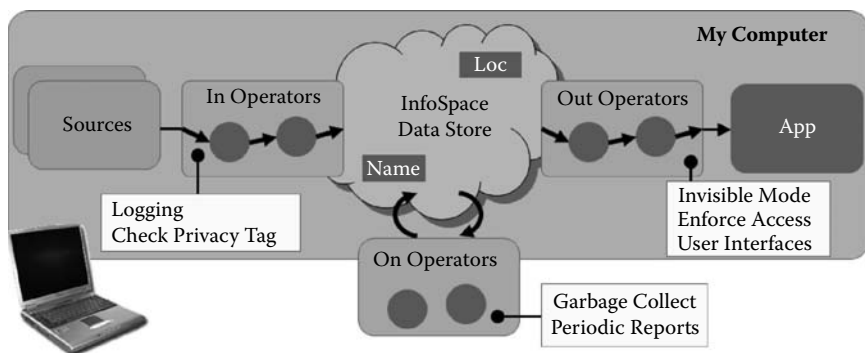 My Computer
Sources
In Operators
InfoSpace
Data Store
Loc
Name
Out Operators
App
Logging
Check Privacy Tag
Invisible Mode
Enforce Access
User Interfaces
On Operators
Garbage Collect
Periodic Reports